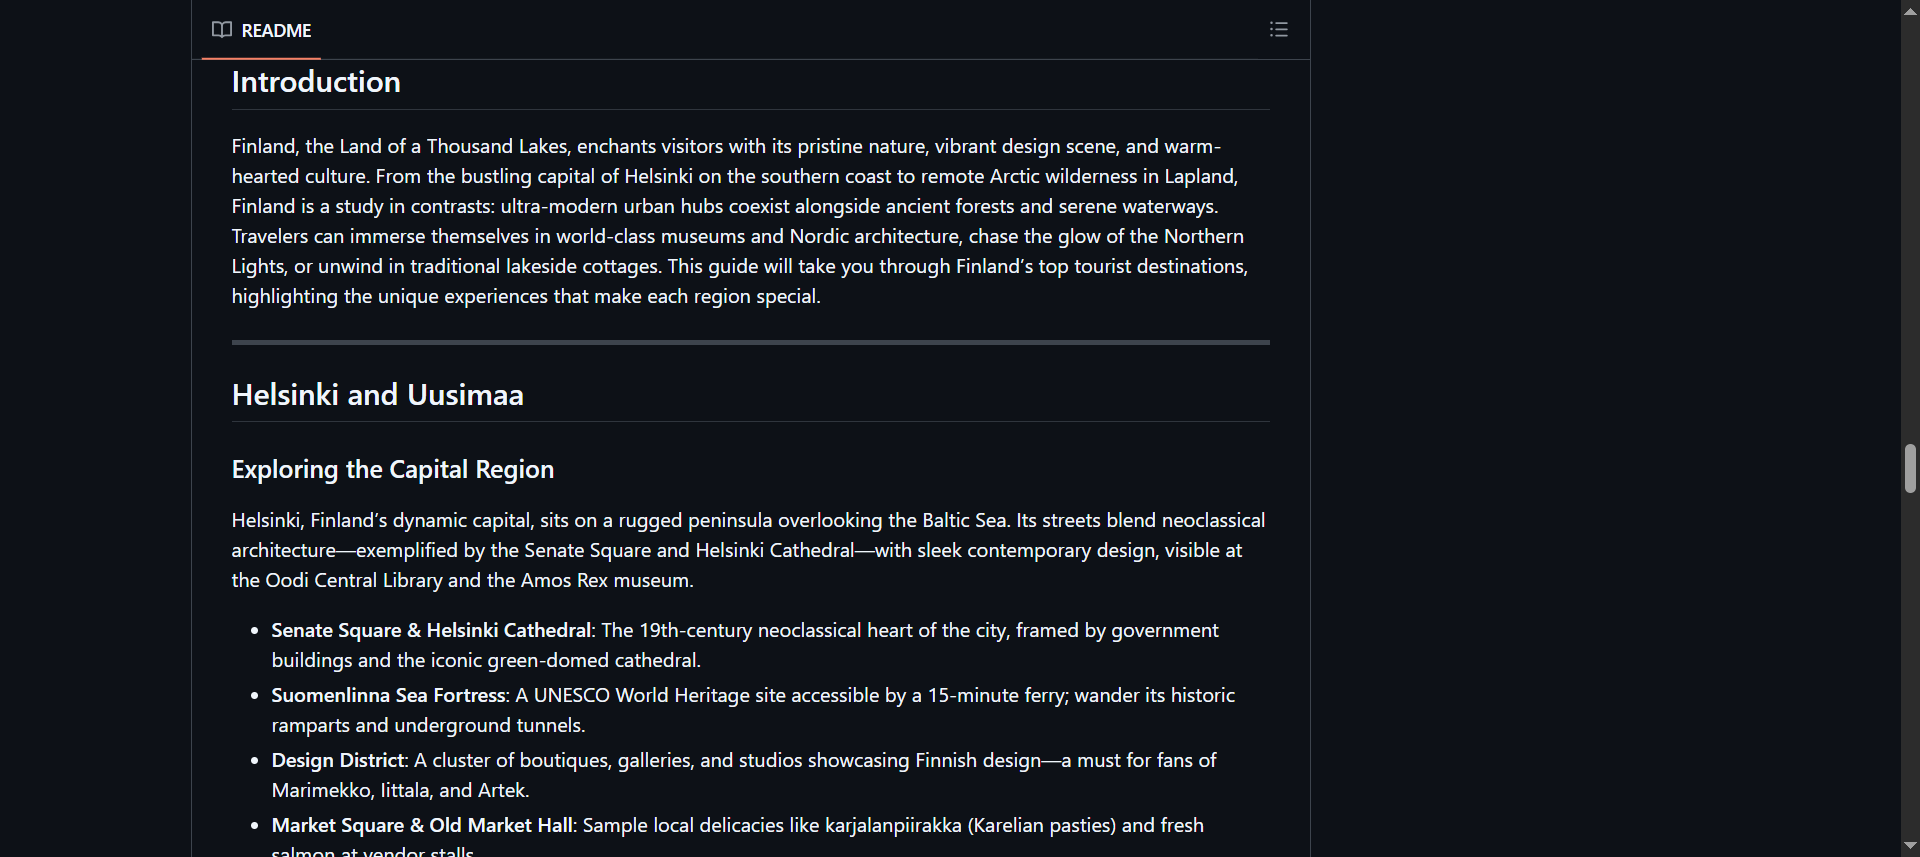 README
Introduction
Finland, the Land of a Thousand Lakes, enchants visitors with its pristine nature, vibrant design scene, and warm-
hearted culture. From the bustling capital of Helsinki on the southern coast to remote Arctic wilderness in Lapland,
Finland is a study in contrasts: ultra-modern urban hubs coexist alongside ancient forests and serene waterways.
Travelers can immerse themselves in world-class museums and Nordic architecture, chase the glow of the Northern
Lights, or unwind in traditional lakeside cottages. This guide will take you through Finland’s top tourist destinations,
highlighting the unique experiences that make each region special.
Helsinki and Uusimaa
Exploring the Capital Region
Helsinki, Finland’s dynamic capital, sits on a rugged peninsula overlooking the Baltic Sea. Its streets blend neoclassical
architecture—exemplified by the Senate Square and Helsinki Cathedral—with sleek contemporary design, visible at
the Oodi Central Library and the Amos Rex museum.
• Senate Square & Helsinki Cathedral: The 19th-century neoclassical heart of the city, framed by government
buildings and the iconic green-domed cathedral.
• Suomenlinna Sea Fortress: A UNESCO World Heritage site accessible by a 15-minute ferry; wander its historic
ramparts and underground tunnels.
• Design District: A cluster of boutiques, galleries, and studios showcasing Finnish design—a must for fans of
Marimekko, Iittala, and Artek.
• Market Square & Old Market Hall: Sample local delicacies like karjalanpiirakka (Karelian pasties) and fresh
salmon at vendor stalls.